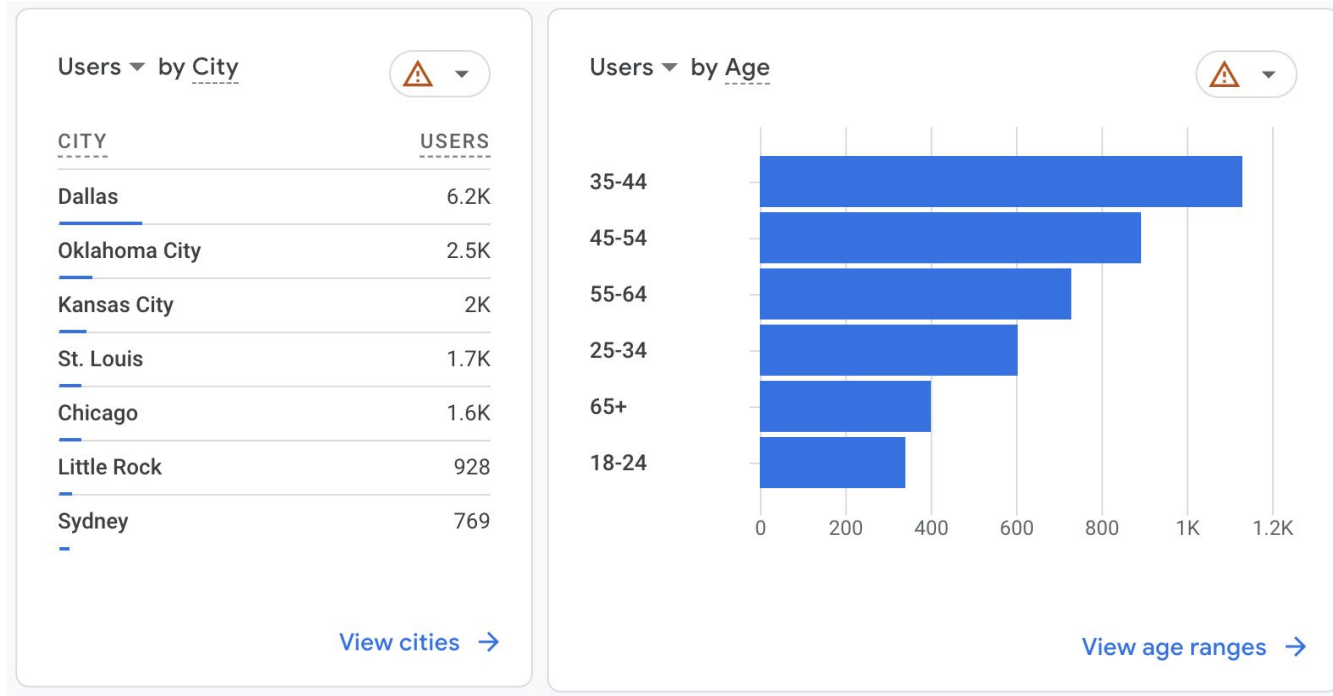 Users by City
CITY USERS
Dallas 6.2K
Oklahoma City 2.5K
Kansas City 2K
St. Louis 1.7K
Chicago 1.6K
Little Rock 928
Sydney 769
View cities
Users by Age
35-44
45-54
55-64
25-34
65+
18-24
0 200 400 600 800 1K 1.2K
View age ranges